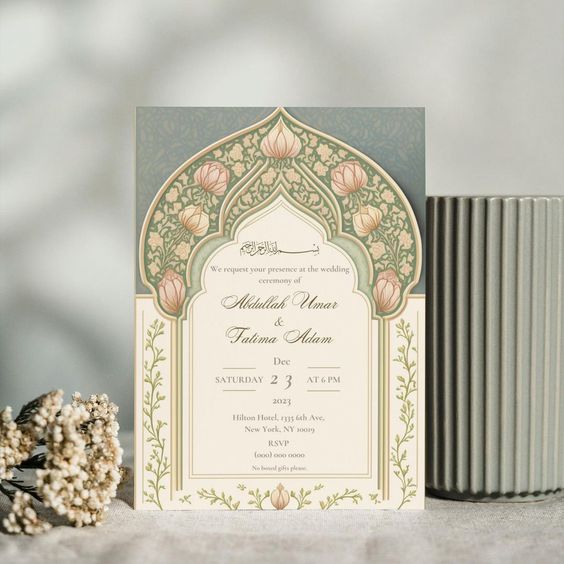 بسم الله الرحمن الرحيم
We request your presence at the wedding
ceremony of
Abdullah Umar
&
Fatima Adam
Dec
SATURDAY 23 AT 6 PM
2023
Hilton Hotel, 1335 6th Ave,
New York, NY 10019
RSVP
(000) 000 0000
No boxed gifts please.